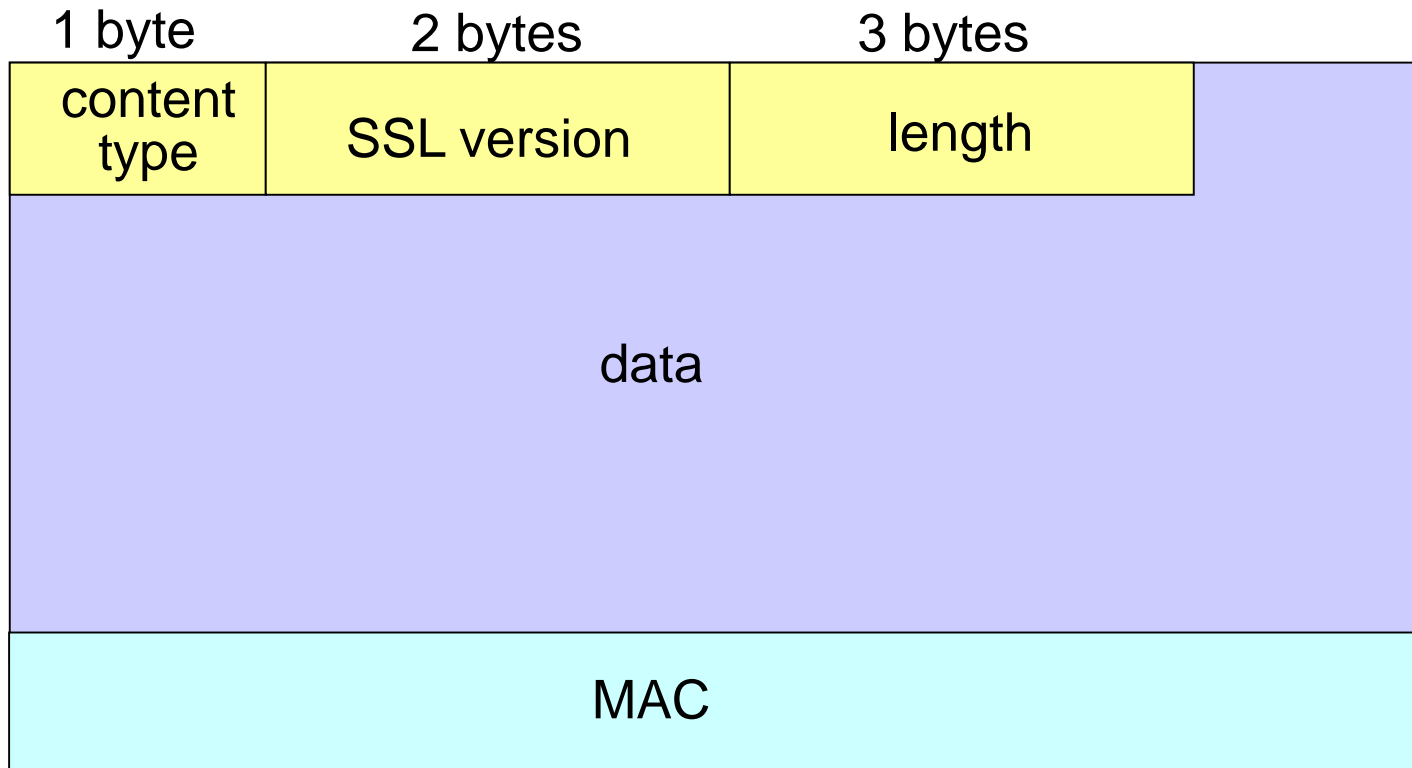 1 byte
2 bytes
3 bytes
content
type
SSL version
length
data
MAC